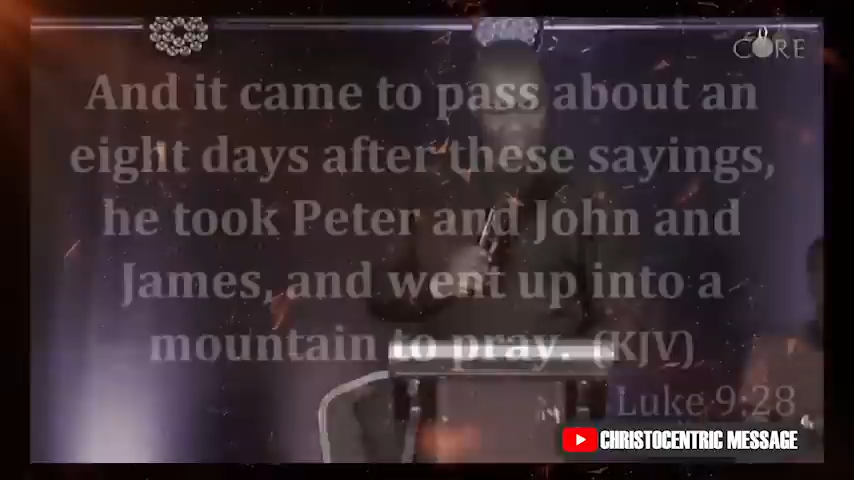 CORE
And it came to pass about an
eight days after these sayings,
he took Peter and John and
James, and went up into a
mountain to pray. (KJV)
Luke 9:28
CHRISTOCENTRIC MESSAGE